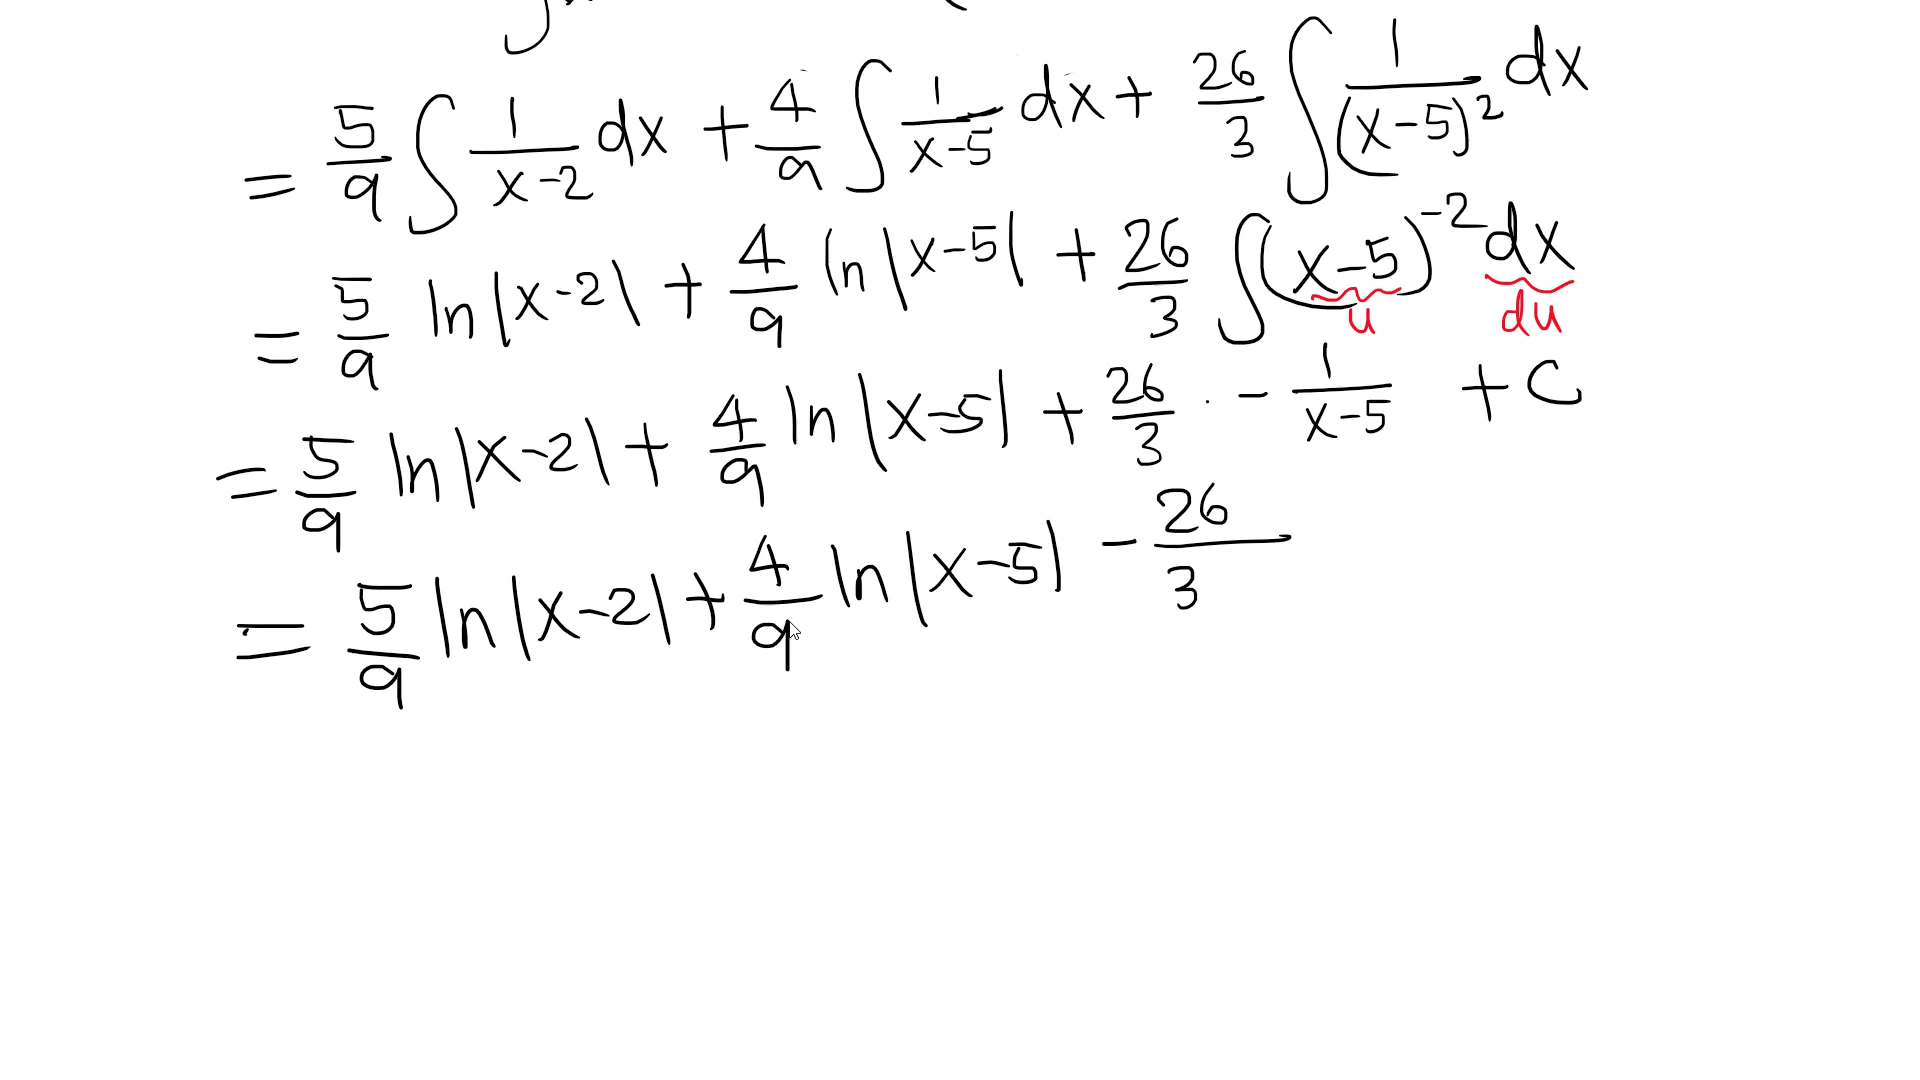 = 5/9 ∫ 1/(x-2) dx + 4/9 ∫ 1/(x-5) dx + 26/3 ∫ 1/(x-5)² dx
= 5/9 ln|x-2| + 4/9 ln|x-5| + 26/3 ∫(x-5)⁻² dx
u du
= 5/9 ln|x-2| + 4/9 ln|x-5| + 26/3 · - 1/(x-5) + C
= 5/9 ln|x-2| + 4/9 ln|x-5| - 26/3